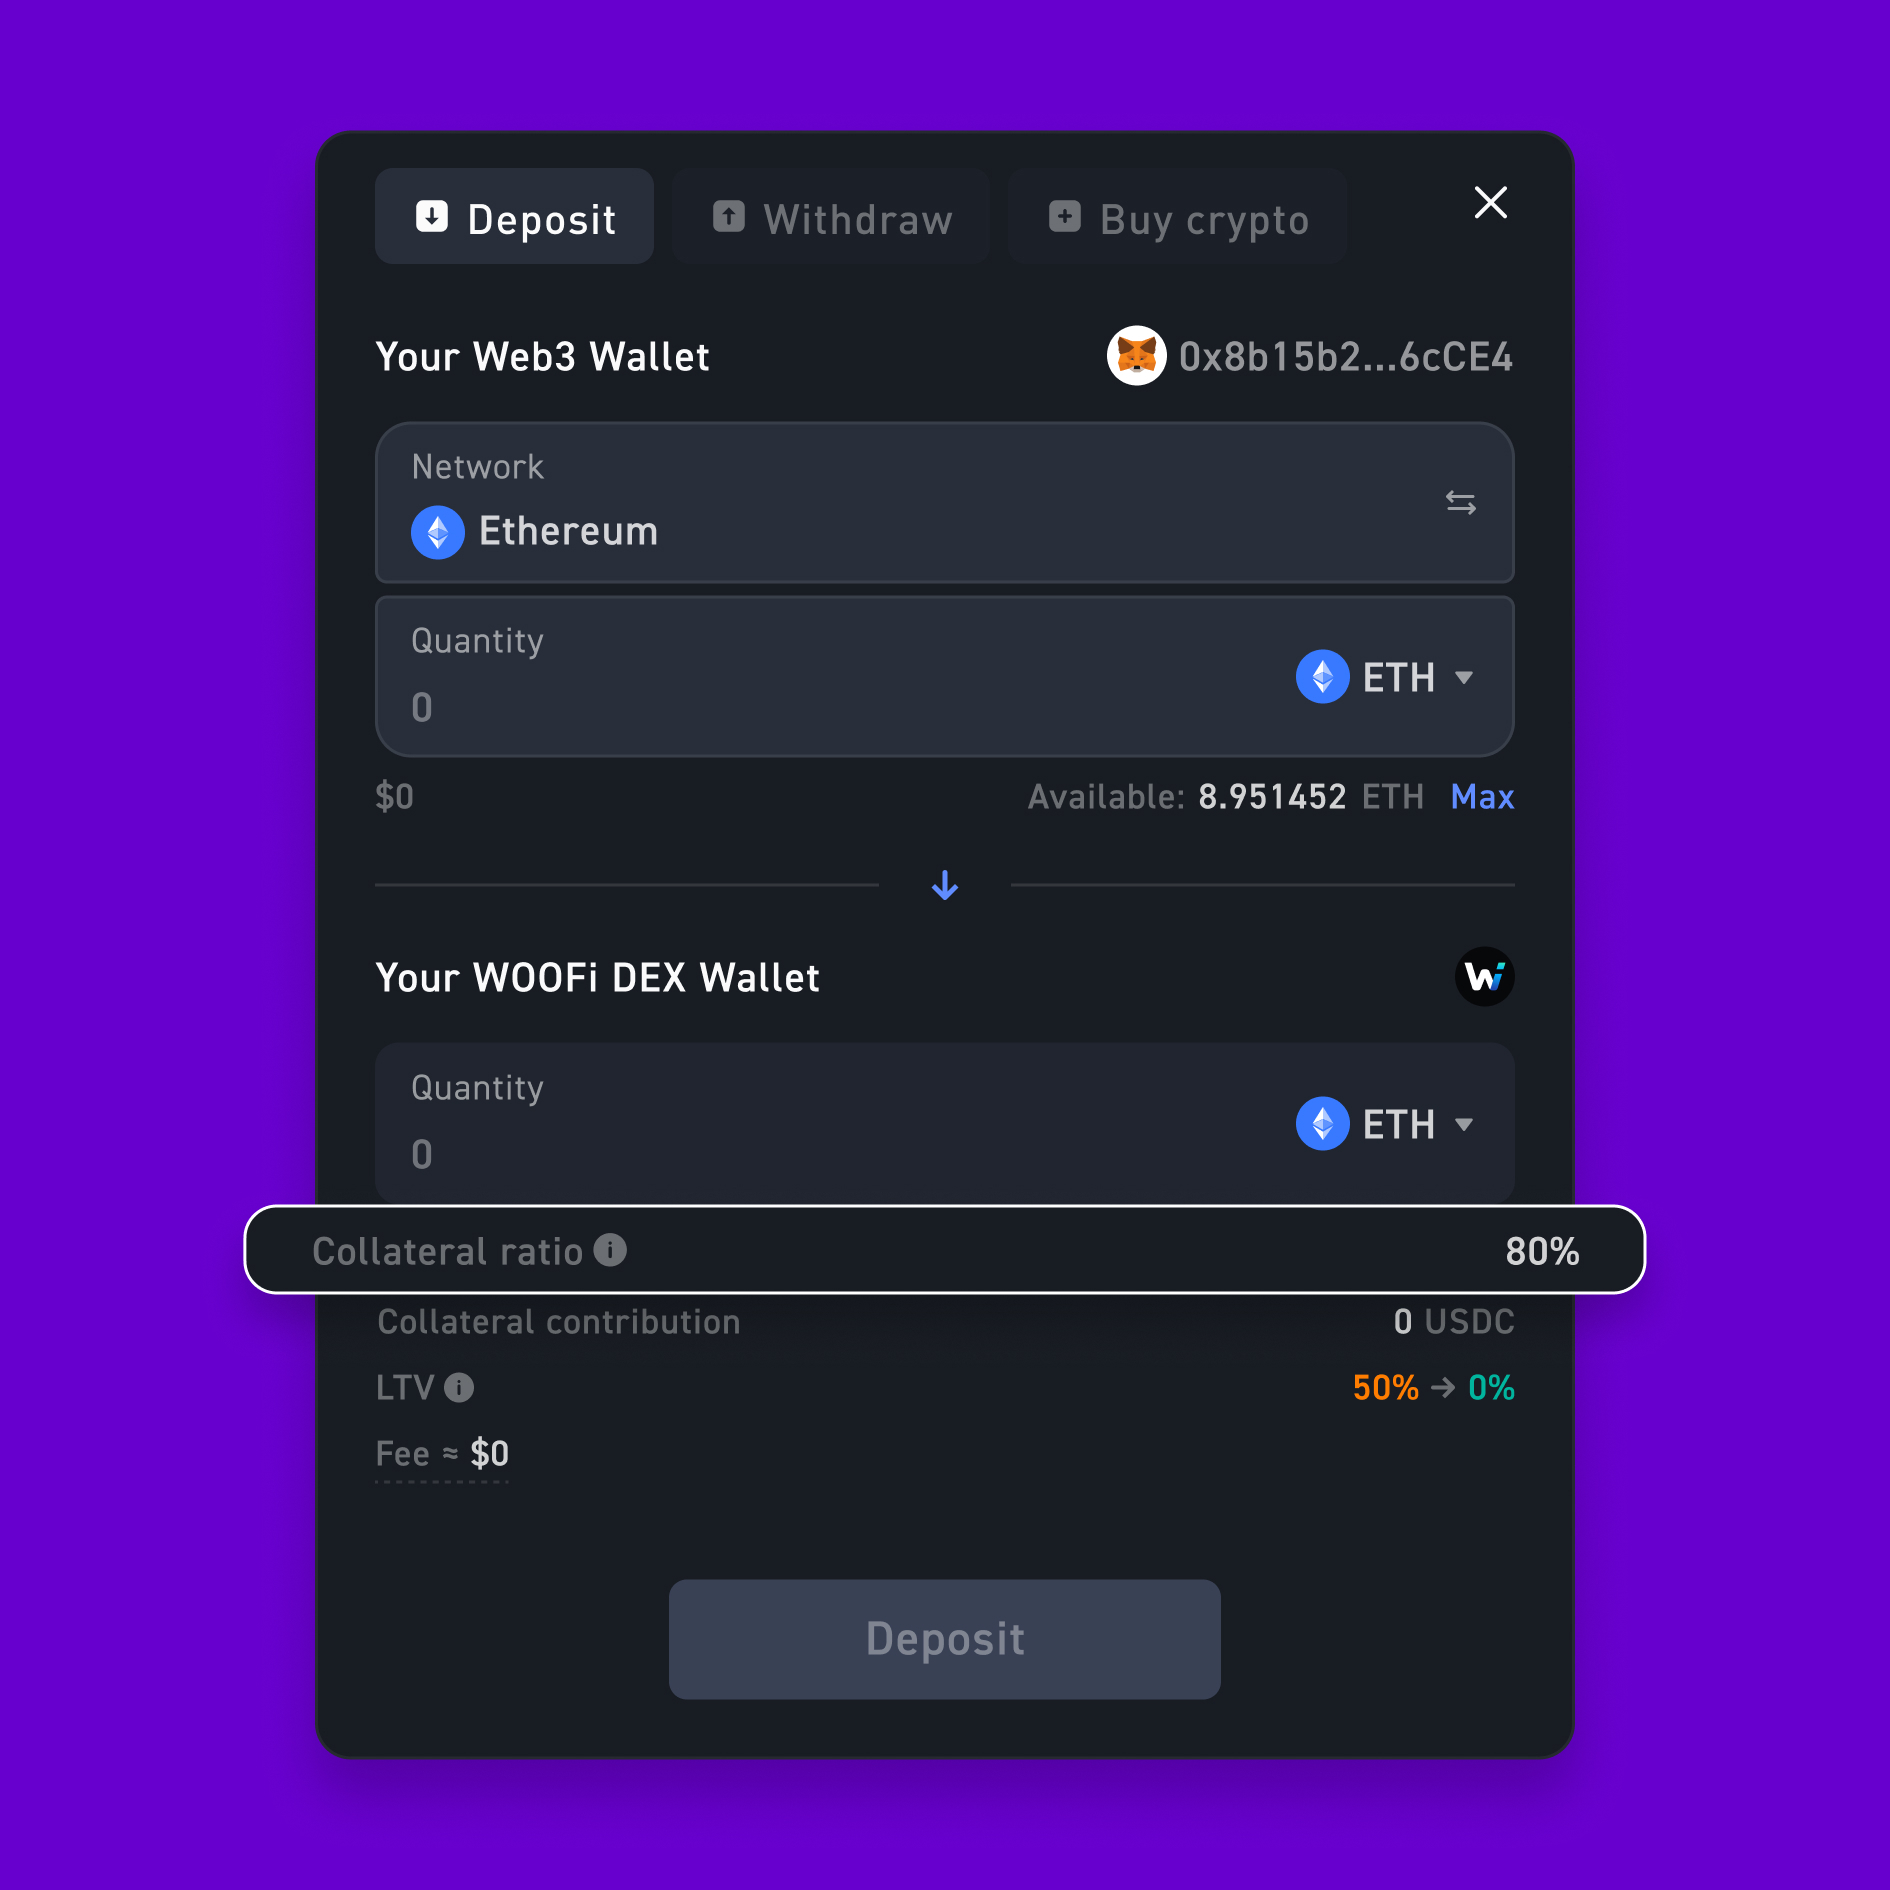 Deposit
Withdraw
Buy crypto
Your Web3 Wallet
0x8b15b2...6cCE4
Network
Ethereum
Quantity
0
ETH
$0
Available: 8.951452 ETH Max
Your WOOFi DEX Wallet
Wi
Quantity
0
ETH
Collateral ratio 80%
Collateral contribution 0 USDC
LTV 50% → 0%
Fee ≈ $0
Deposit